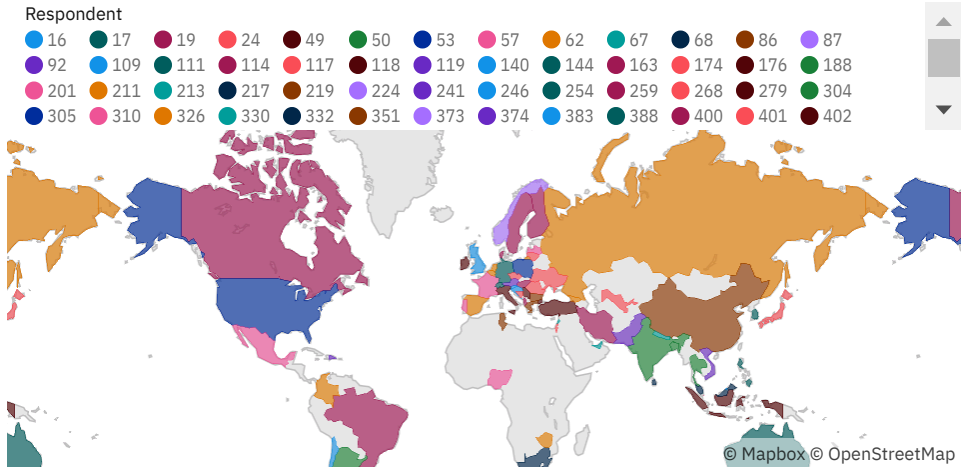 Respondent
16 17 19 24 49 50 53 57 62 67 68 86 87
92 109 111 114 117 118 119 140 144 163 174 176 188
201 211 213 217 219 224 241 246 254 259 268 279 304
305 310 326 330 332 351 373 374 383 388 400 401 402
© Mapbox © OpenStreetMap